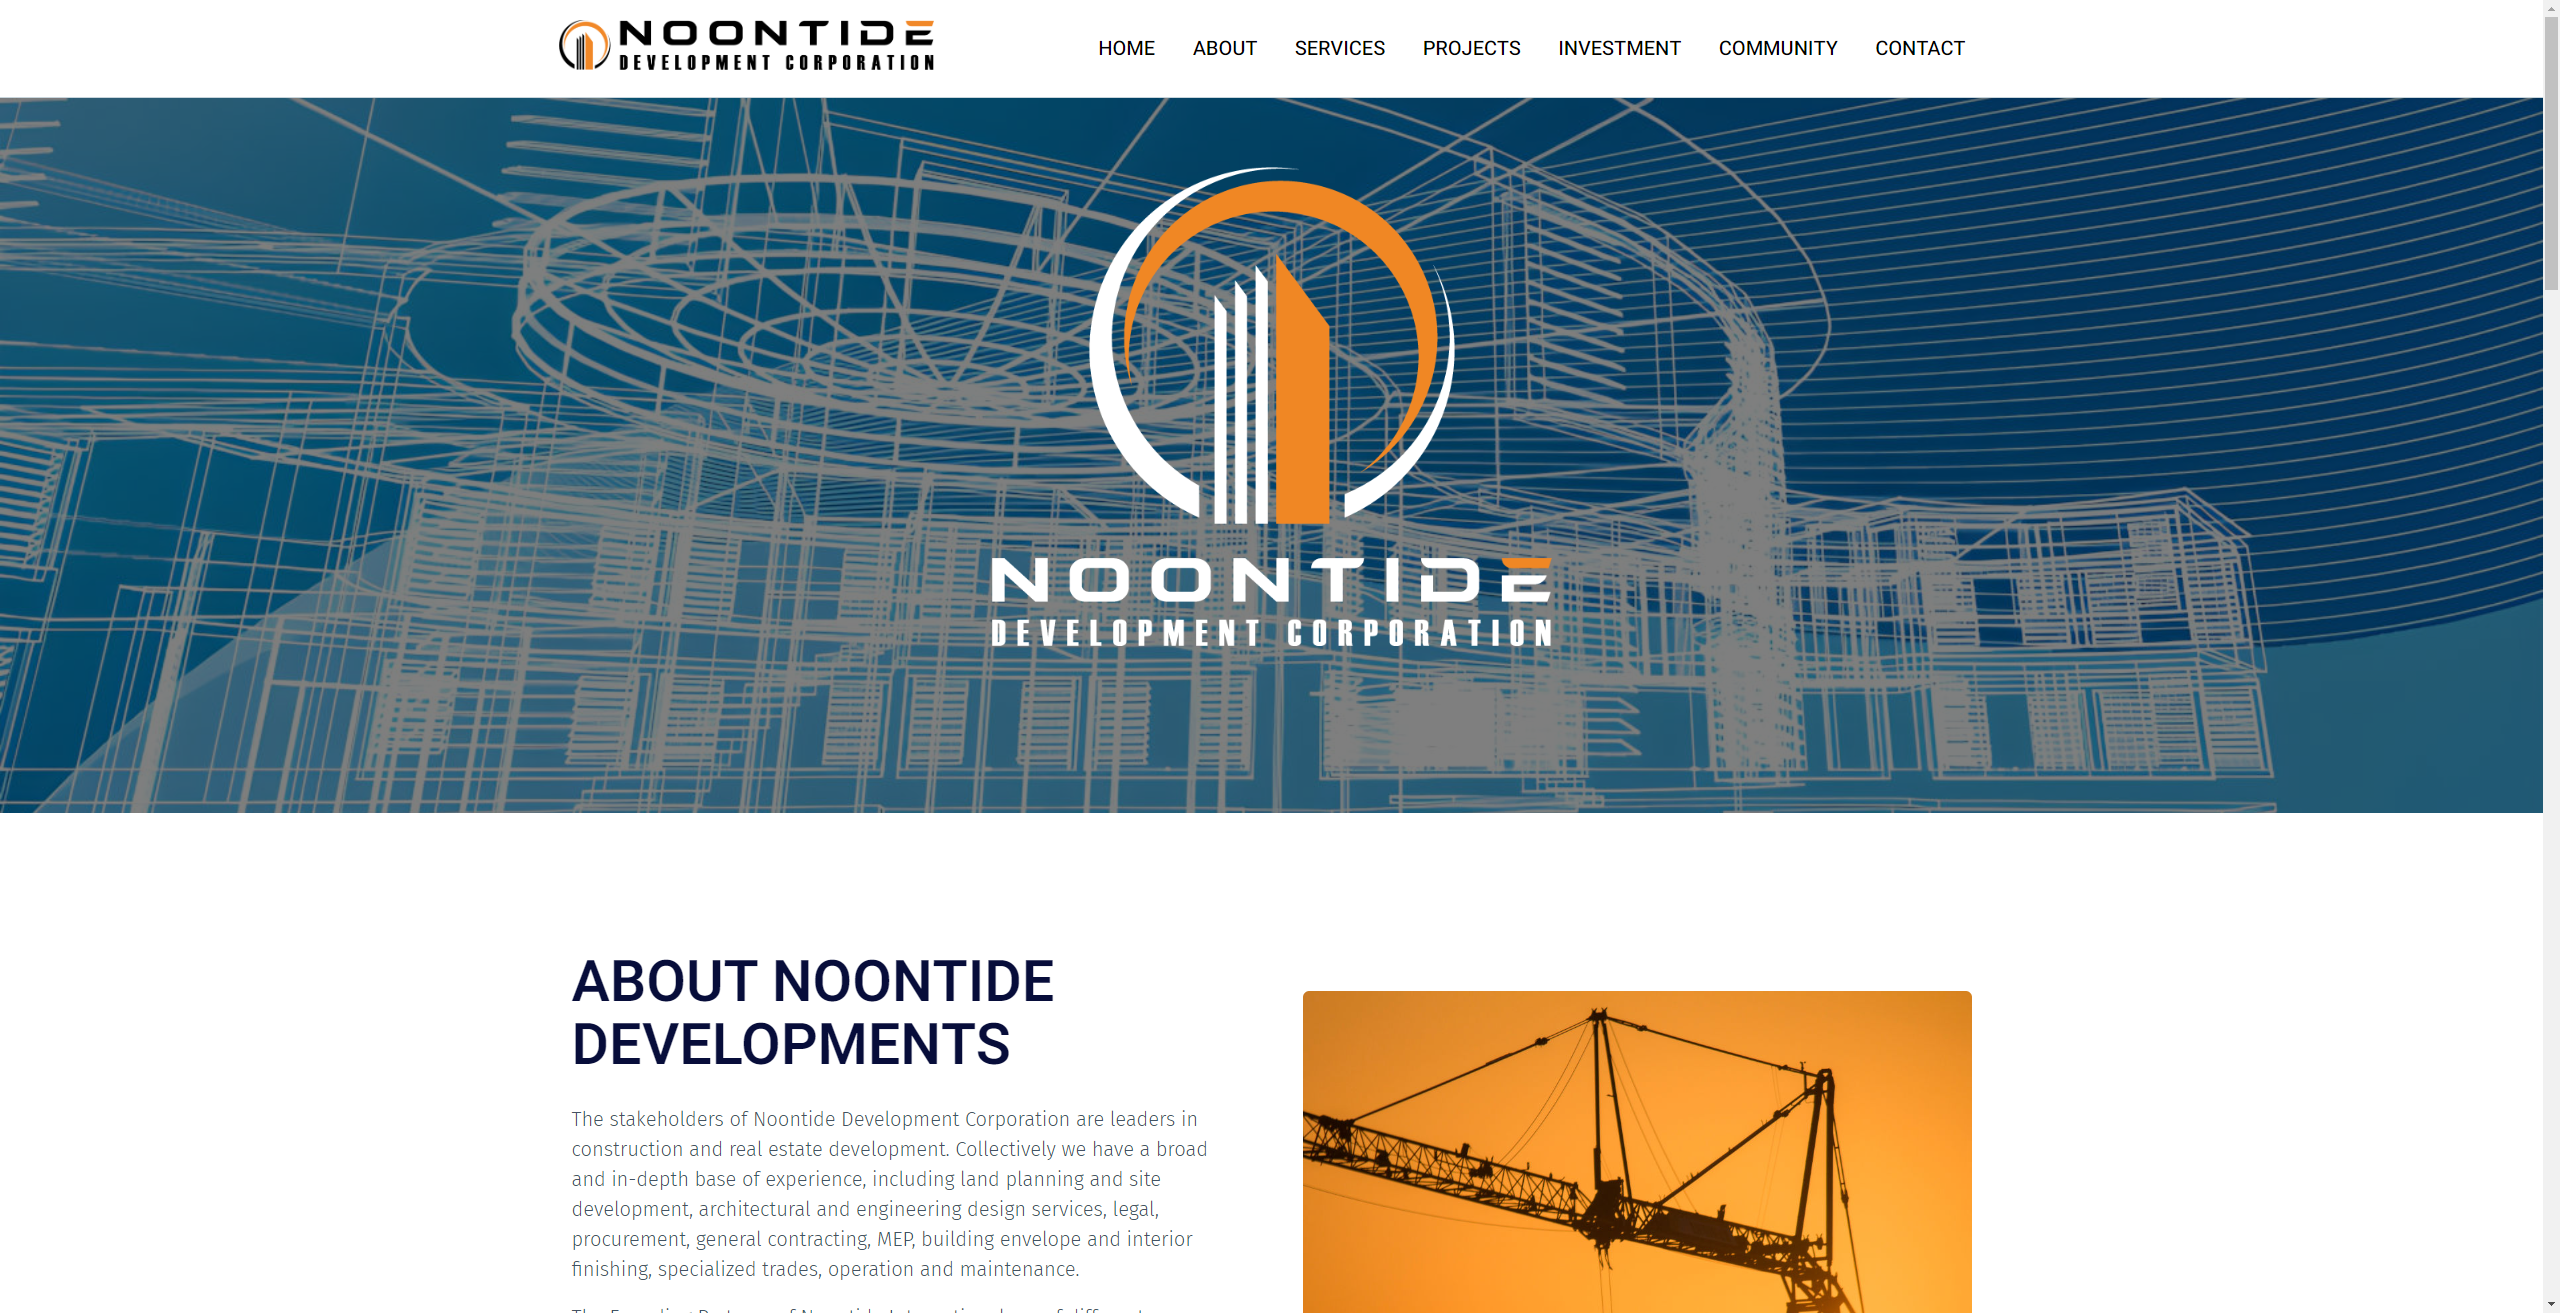 NOONTIDE
DEVELOPMENT CORPORATION
HOME ABOUT SERVICES PROJECTS INVESTMENT COMMUNITY CONTACT
NOONTIDE
DEVELOPMENT CORPORATION
ABOUT NOONTIDE
DEVELOPMENTS
The stakeholders of Noontide Development Corporation are leaders in
construction and real estate development. Collectively we have a broad
and in-depth base of experience, including land planning and site
development, architectural and engineering design services, legal,
procurement, general contracting, MEP, building envelope and interior
finishing, specialized trades, operation and maintenance.